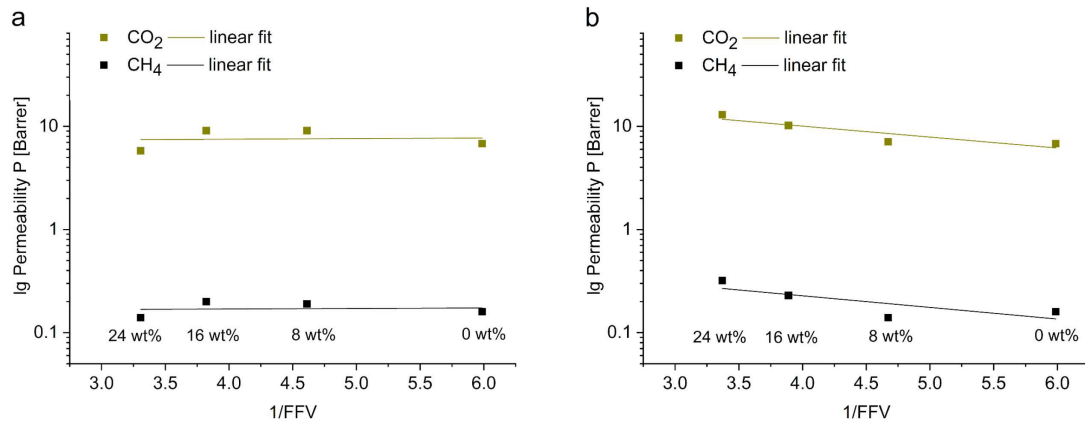 a
CO2 linear fit
CH4 linear fit
lg Permeability P [Barrer]
10
1
0.1
24 wt% 16 wt% 8 wt% 0 wt%
3.0 3.5 4.0 4.5 5.0 5.5 6.0
1/FFV
b
CO2 linear fit
CH4 linear fit
lg Permeability P [Barrer]
10
1
0.1
24 wt% 16 wt% 8 wt% 0 wt%
3.0 3.5 4.0 4.5 5.0 5.5 6.0
1/FFV